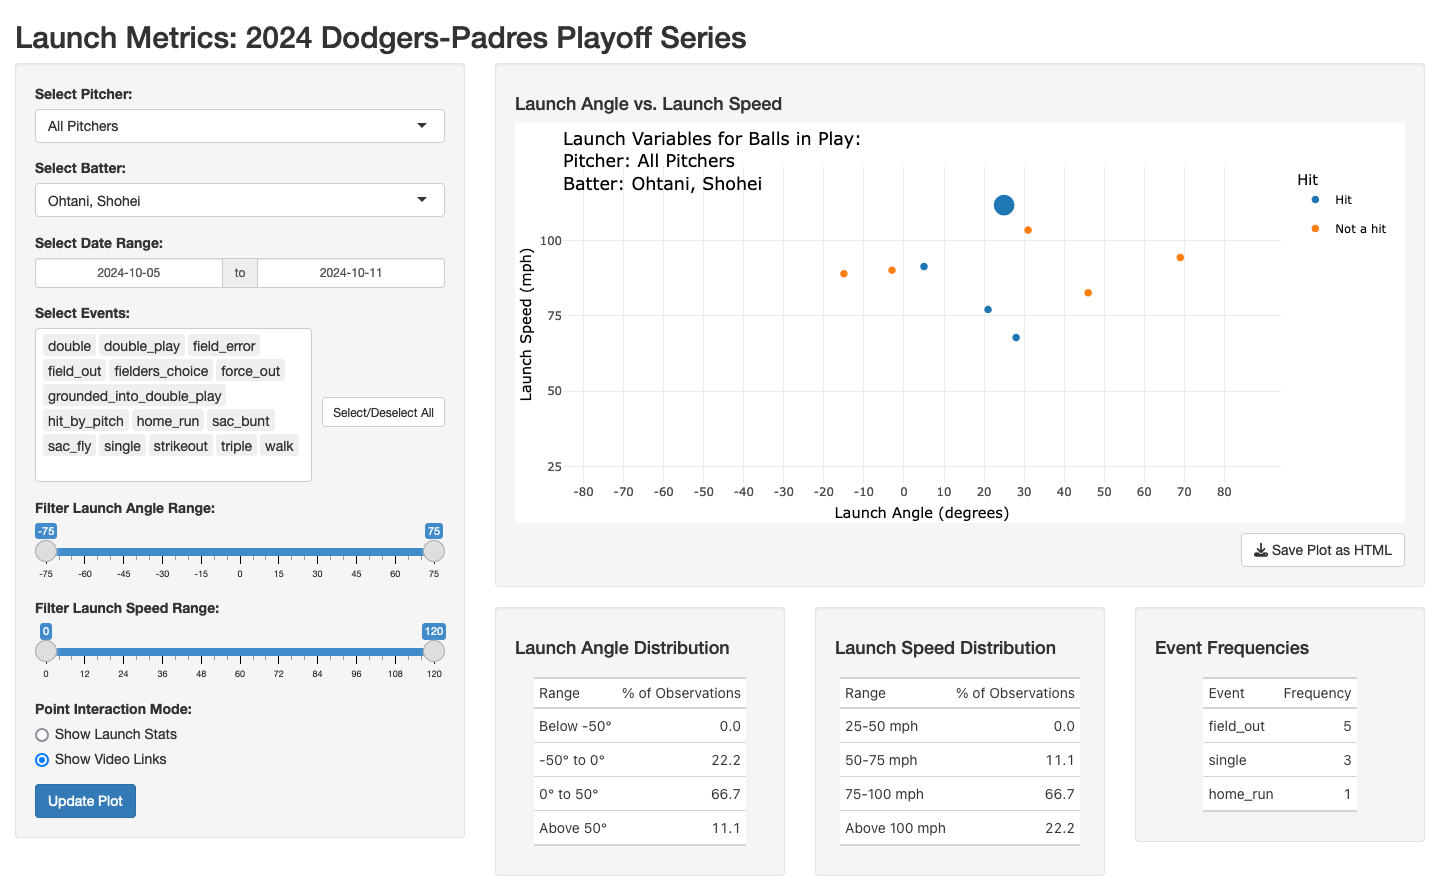 Launch Metrics: 2024 Dodgers-Padres Playoff Series
Select Pitcher:
All Pitchers
Select Batter:
Ohtani, Shohei
Select Date Range:
2024-10-05 to 2024-10-11
Select Events:
double double_play field_error
field_out fielders_choice force_out
grounded_into_double_play
hit_by_pitch home_run sac_bunt
sac_fly single strikeout triple walk
Select/Deselect All
Filter Launch Angle Range:
-75 75
-75 -60 -45 -30 -15 0 15 30 45 60 75
Filter Launch Speed Range:
0 120
0 12 24 36 48 60 72 84 96 108 120
Point Interaction Mode:
Show Launch Stats
Show Video Links
Update Plot
Launch Angle vs. Launch Speed
Launch Variables for Balls in Play:
Pitcher: All Pitchers
Batter: Ohtani, Shohei
Hit
Hit
Not a hit
Launch Speed (mph)
100
75
50
25
-80 -70 -60 -50 -40 -30 -20 -10 0 10 20 30 40 50 60 70 80
Launch Angle (degrees)
Save Plot as HTML
Launch Angle Distribution
Range % of Observations
Below -50° 0.0
-50° to 0° 22.2
0° to 50° 66.7
Above 50° 11.1
Launch Speed Distribution
Range % of Observations
25-50 mph 0.0
50-75 mph 11.1
75-100 mph 66.7
Above 100 mph 22.2
Event Frequencies
Event Frequency
field_out 5
single 3
home_run 1